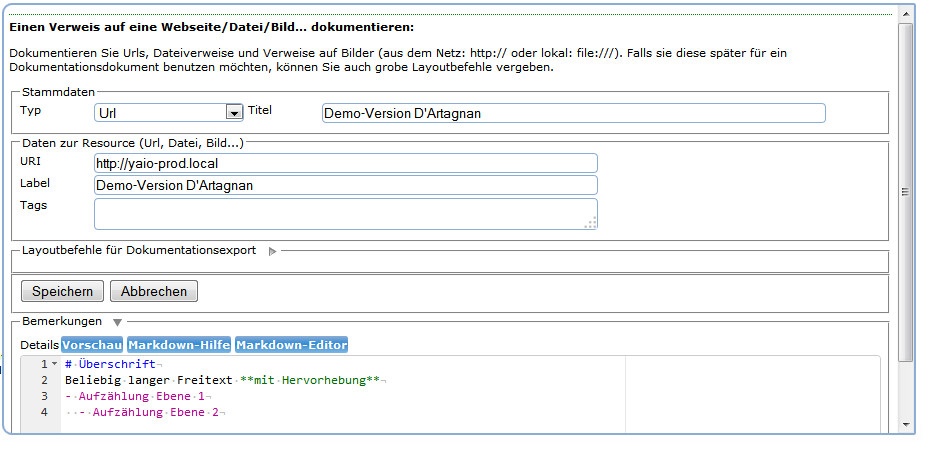 Einen Verweis auf eine Webseite/Datei/Bild... dokumentieren:
Dokumentieren Sie Urls, Dateiverweise und Verweise auf Bilder (aus dem Netz: http:// oder lokal: file:///). Falls sie diese später für ein
Dokumentationsdokument benutzen möchten, können Sie auch grobe Layoutbefehle vergeben.
Stammdaten
Typ Url Titel Demo-Version D'Artagnan
Daten zur Resource (Url, Datei, Bild...)
URI http://yaio-prod.local
Label Demo-Version D'Artagnan
Tags
Layoutbefehle für Dokumentationsexport
Speichern Abbrechen
Bemerkungen
Details Vorschau Markdown-Hilfe Markdown-Editor
1 # Überschrift
2 Beliebig langer Freitext **mit Hervorhebung**
3 - Aufzählung Ebene 1
4 - Aufzählung Ebene 2